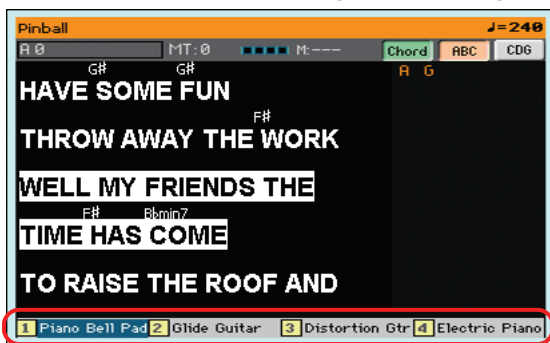 Pinball ♩=240
A 0 MT:0 M:--- Chord ABC CDG
G# G# A G
HAVE SOME FUN
F#
THROW AWAY THE WORK
WELL MY FRIENDS THE
F# Bbmin7
TIME HAS COME
TO RAISE THE ROOF AND
1 Piano Bell Pad 2 Glide Guitar 3 Distortion Gtr 4 Electric Piano